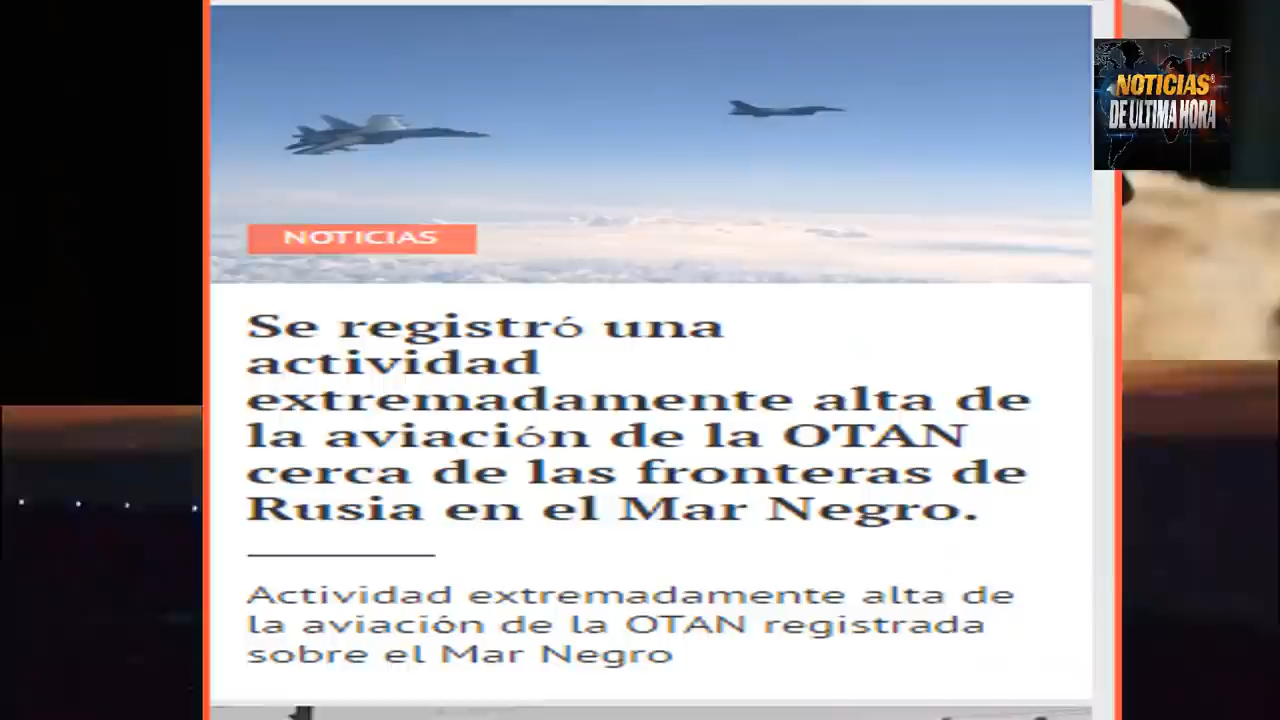 NOTICIAS
DE ULTIMA HORA
NOTICIAS
Se registró una
actividad
extremadamente alta de
la aviación de la OTAN
cerca de las fronteras de
Rusia en el Mar Negro.
Actividad extremadamente alta de
la aviación de la OTAN registrada
sobre el Mar Negro